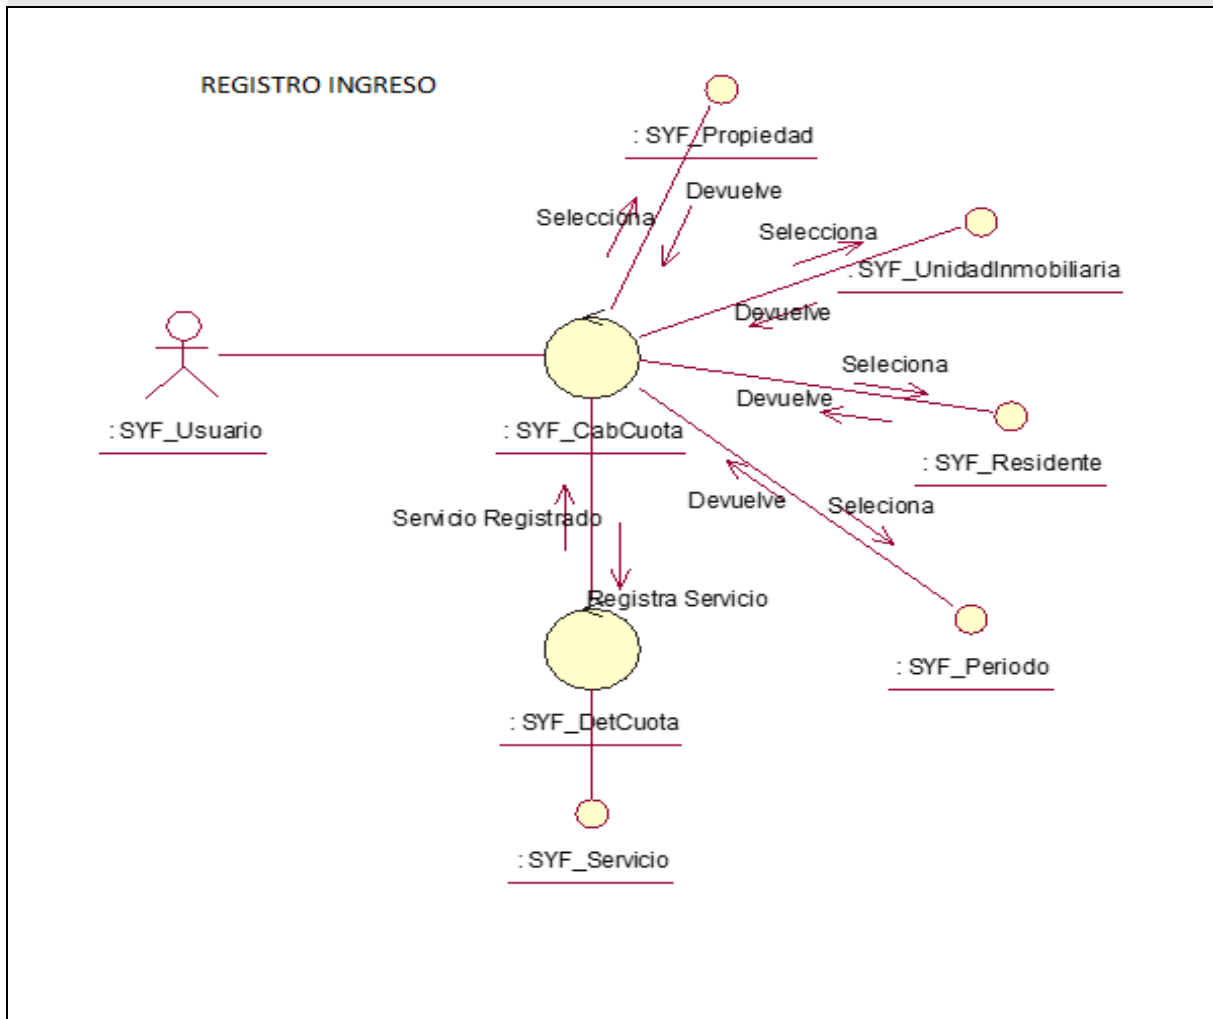 REGISTRO INGRESO
: SYF_Propiedad
Devuelve
Selecciona
Selecciona
: SYF_UnidadInmobiliaria
Devuelve
Seleciona
Devuelve
: SYF_Usuario
: SYF_CabCuota
: SYF_Residente
Devuelve
Seleciona
Servicio Registrado
Registra Servicio
: SYF_Periodo
: SYF_DetCuota
: SYF_Servicio